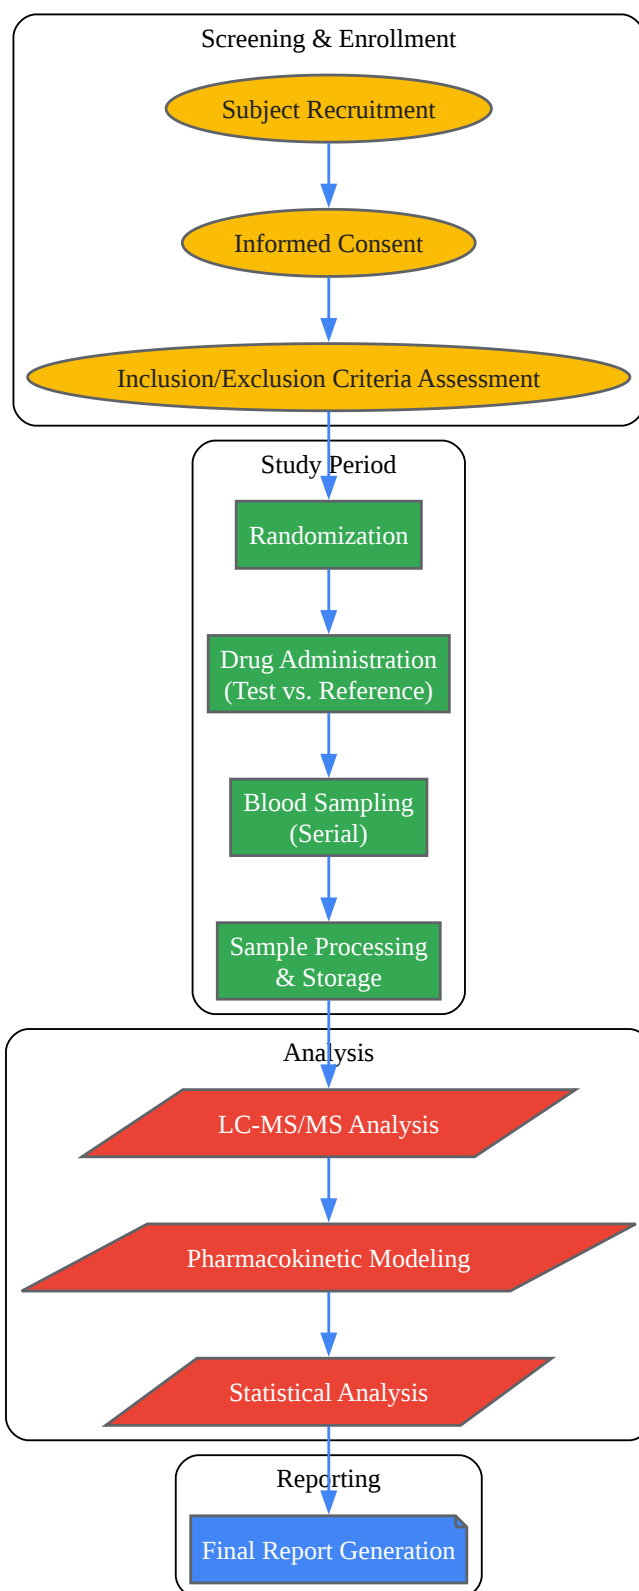 Screening & Enrollment
Subject Recruitment
Informed Consent
Inclusion/Exclusion Criteria Assessment
Study Period
Randomization
Drug Administration
(Test vs. Reference)
Blood Sampling
(Serial)
Sample Processing
& Storage
Analysis
LC-MS/MS Analysis
Pharmacokinetic Modeling
Statistical Analysis
Reporting
Final Report Generation